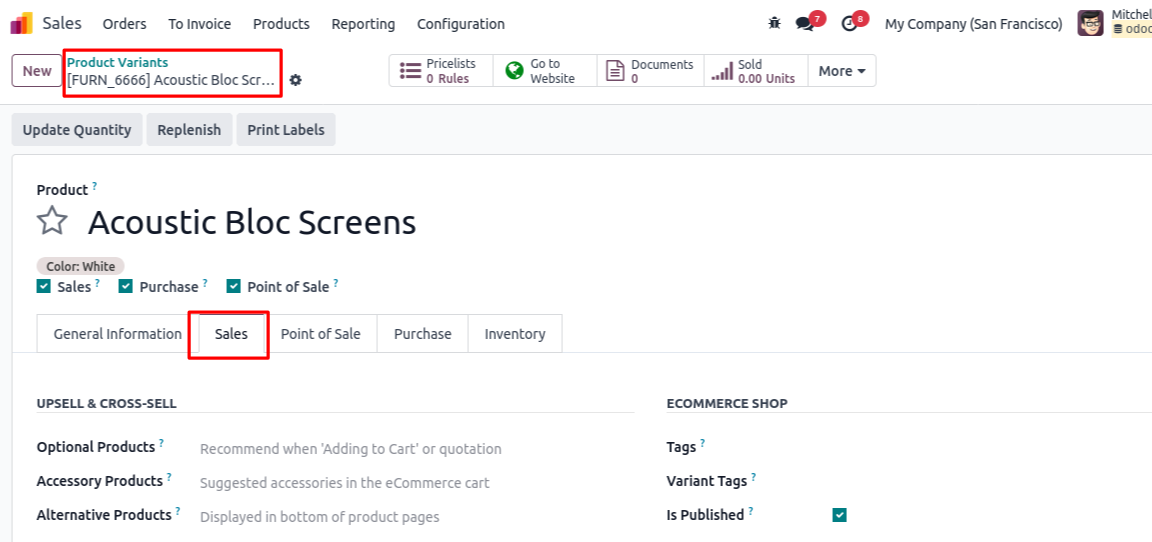 Sales Orders To Invoice Products Reporting Configuration 7 8 My Company (San Francisco) Mitchel
odoo
New Product Variants
[FURN_6666] Acoustic Bloc Scr...
Pricelists
0 Rules
Go to
Website
Documents
0
Sold
0.00 Units
More
Update Quantity Replenish Print Labels
Product ?
Acoustic Bloc Screens
Color: White
Sales ? Purchase ? Point of Sale ?
General Information Sales Point of Sale Purchase Inventory
UPSELL & CROSS-SELL
Optional Products ? Recommend when 'Adding to Cart' or quotation
Accessory Products ? Suggested accessories in the eCommerce cart
Alternative Products ? Displayed in bottom of product pages
ECOMMERCE SHOP
Tags ?
Variant Tags ?
Is Published ?